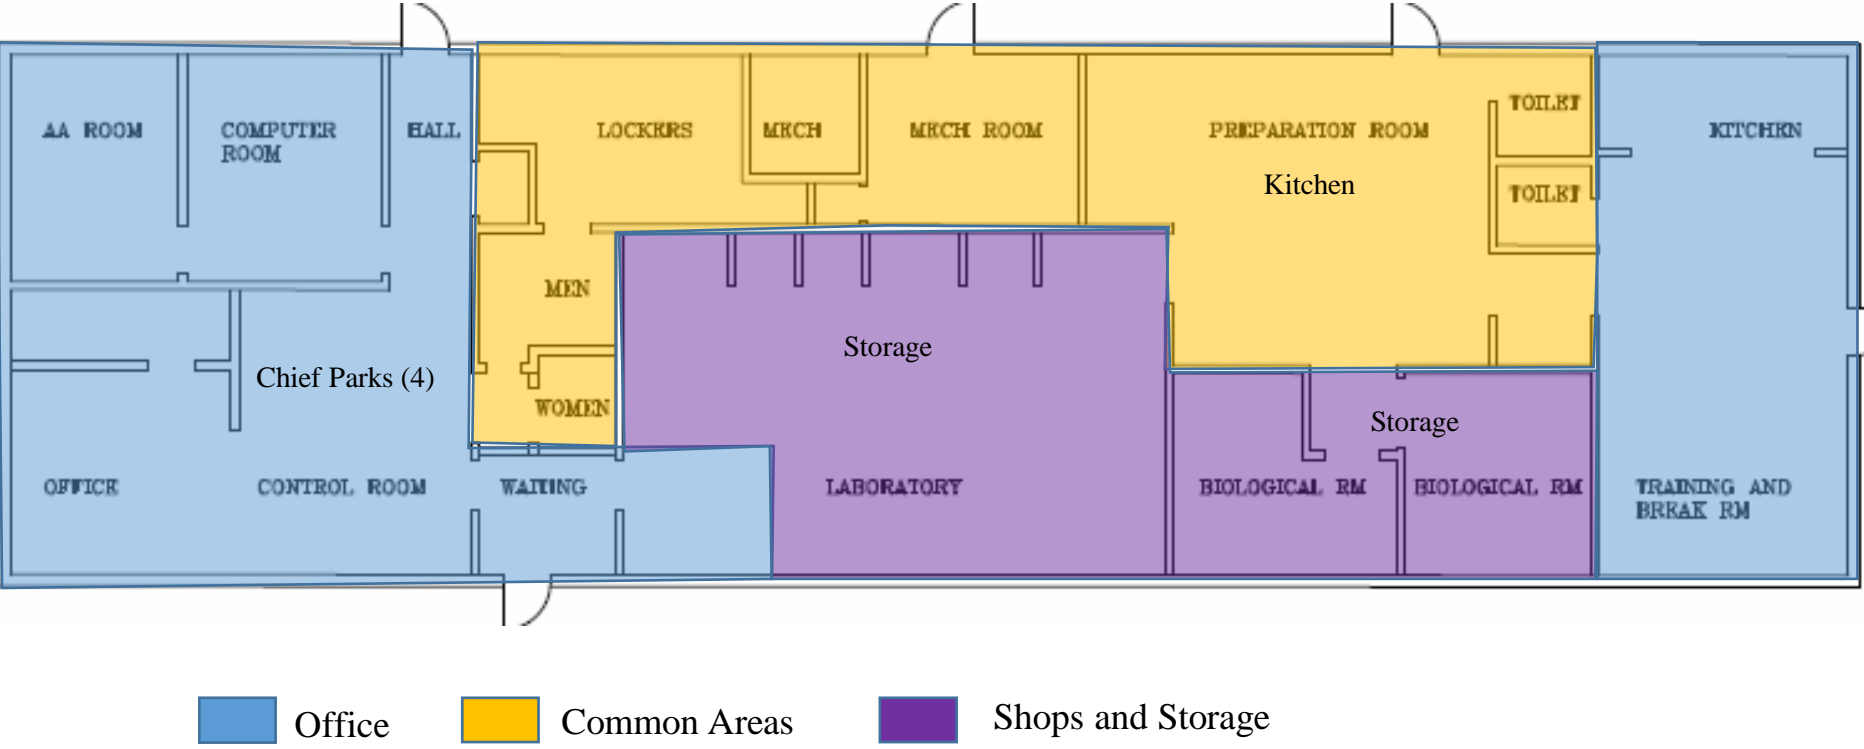 AA ROOM
COMPUTER
ROOM
HALL
LOCKERS
MECH
MECH ROOM
PREPARATION ROOM
TOILET
KITCHEN
Kitchen
TOILET
MEN
Storage
Chief Parks (4)
WOMEN
Storage
OFFICE
CONTROL ROOM
WAITING
LABORATORY
BIOLOGICAL RM
BIOLOGICAL RM
TRAINING AND
BREAK RM
Office
Common Areas
Shops and Storage